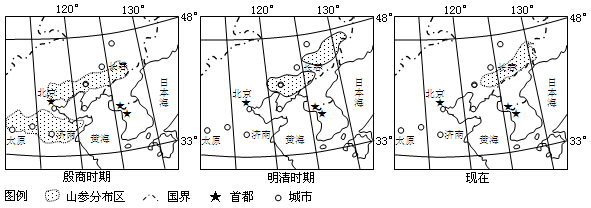 120° 48° 120° 48° 120° 48°
长春 长春 长春
北京 北京 北京
日本海 日本海 日本海
太原 济南 黄海 太原 济南 黄海 太原 济南 黄海
130° 33° 130° 33° 130° 33°
殷商时期 明清时期 现在
图例 山参分布区 国界 首都 城市